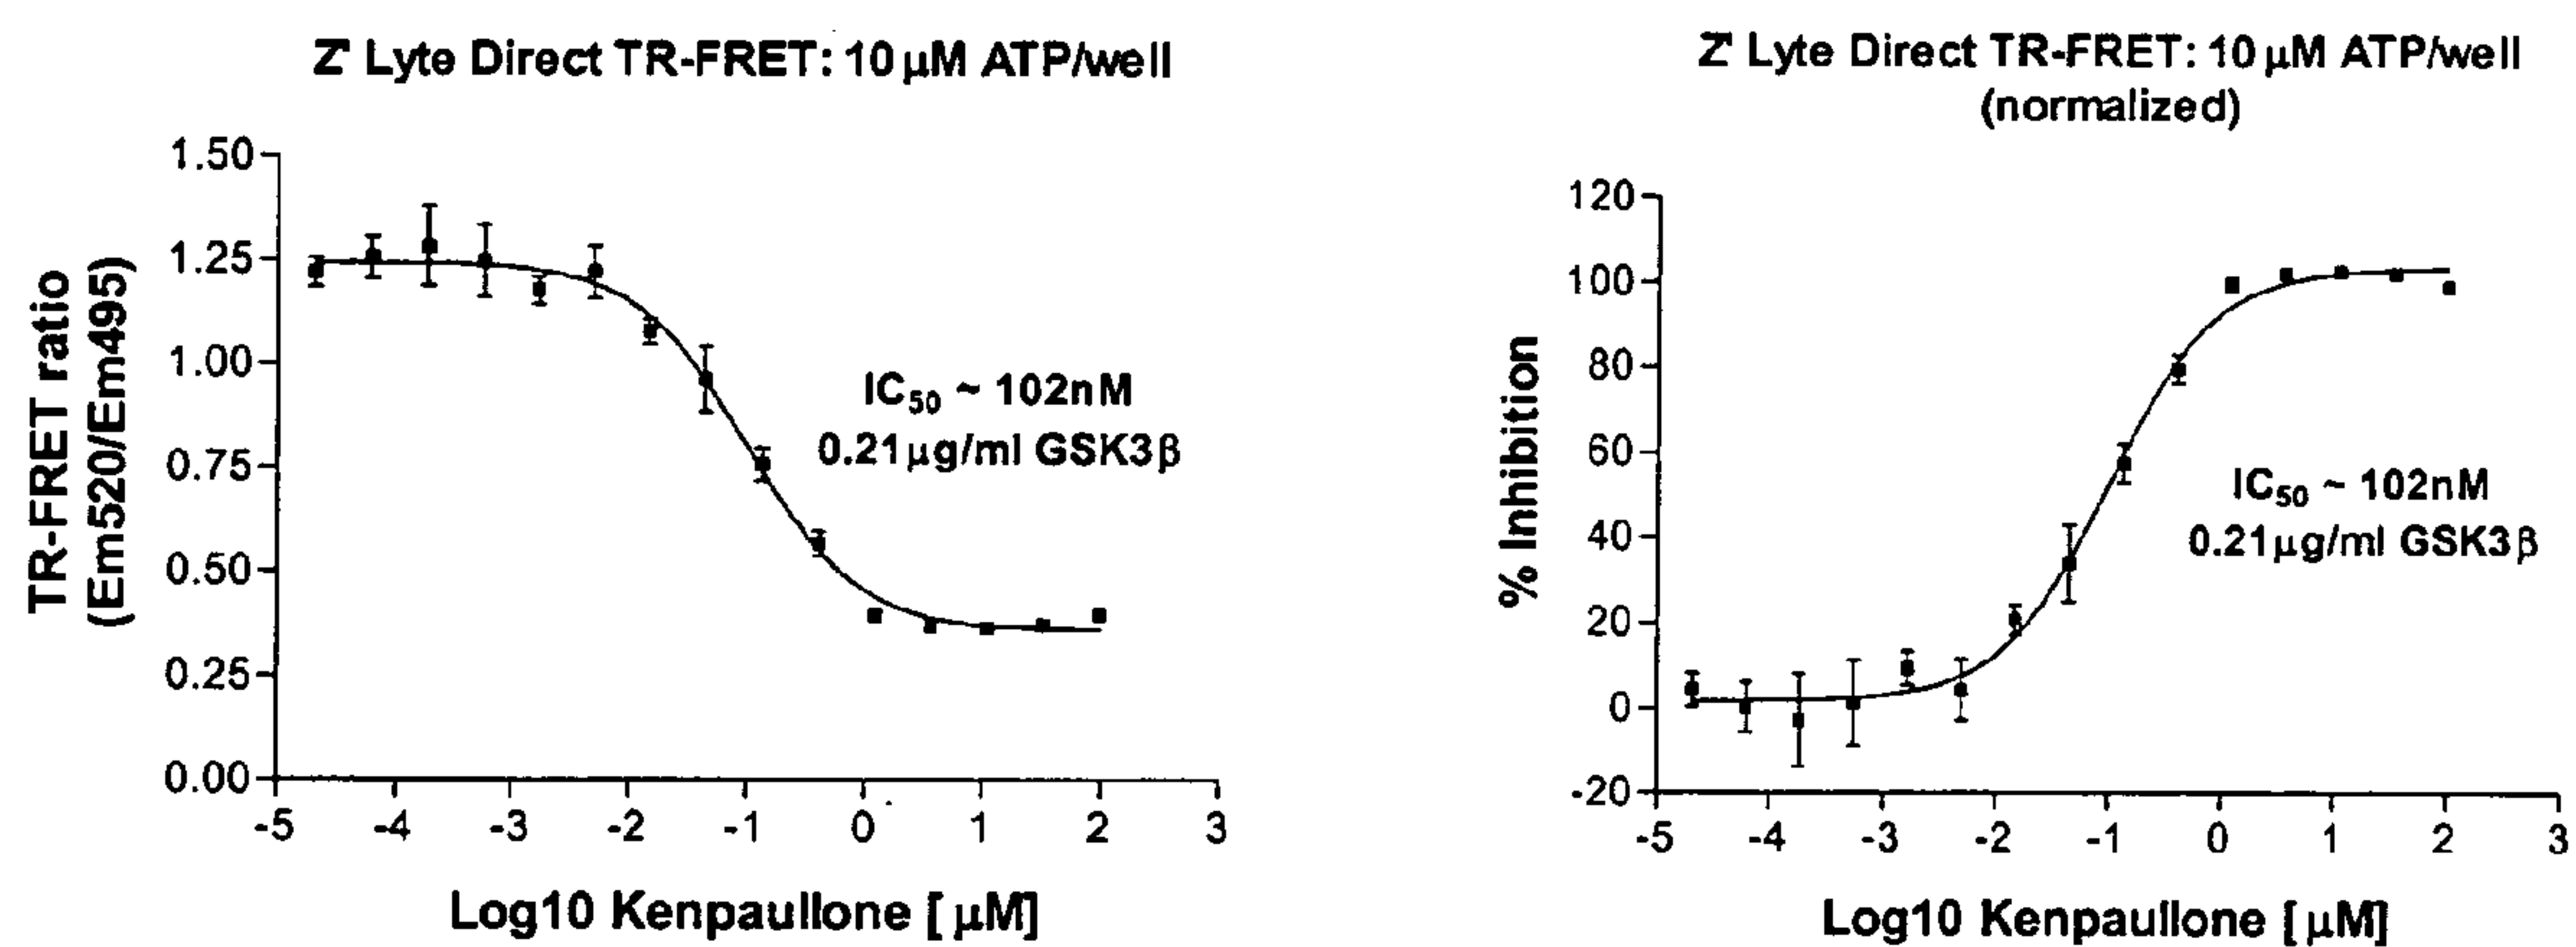 Z' Lyte Direct TR-FRET: 10 μM ATP/well
TR-FRET ratio
(Em520/Em495)
1.50
1.25
1.00
0.75
0.50
0.25
0.00
-5 -4 -3 -2 -1 0 1 2 3
IC50 ~ 102nM
0.21μg/ml GSK3β
Log10 Kenpaullone [ μM]
Z' Lyte Direct TR-FRET: 10 μM ATP/well
(normalized)
% Inhibition
120
100
80
60
40
20
0
-20
-5 -4 -3 -2 -1 0 1 2 3
IC50 ~ 102nM
0.21μg/ml GSK3β
Log10 Kenpaullone [ μM]